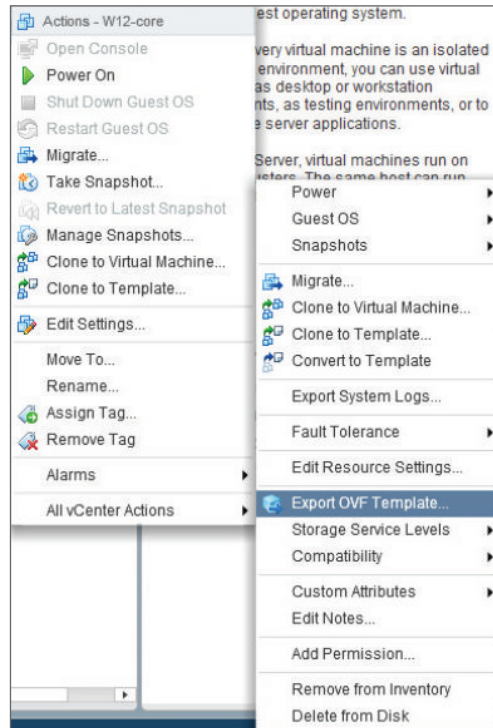 Actions - W12-core
Open Console
Power On
Shut Down Guest OS
Restart Guest OS
Migrate...
Take Snapshot...
Revert to Latest Snapshot
Manage Snapshots...
Clone to Virtual Machine...
Clone to Template...
Edit Settings...
Move To...
Rename...
Assign Tag...
Remove Tag
Alarms
All vCenter Actions
est operating system.
very virtual machine is an isolated
environment, you can use virtual
as desktop or workstation
nts, as testing environments, or to
e server applications.
Server, virtual machines run on
usters. The same host can run
Power
Guest OS
Snapshots
Migrate...
Clone to Virtual Machine...
Clone to Template...
Convert to Template
Export System Logs...
Fault Tolerance
Edit Resource Settings...
Export OVF Template...
Storage Service Levels
Compatibility
Custom Attributes
Edit Notes...
Add Permission...
Remove from Inventory
Delete from Disk